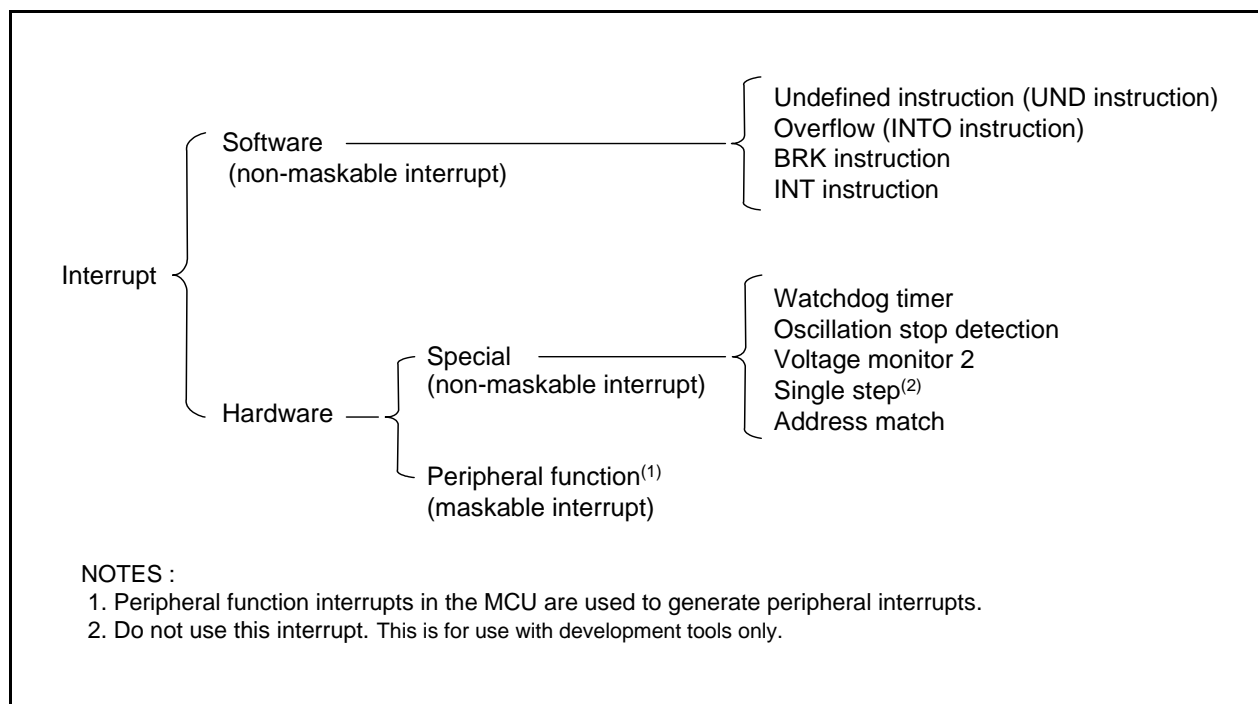 Undefined instruction (UND instruction)
Overflow (INTO instruction)
BRK instruction
INT instruction
Software
(non-maskable interrupt)
Interrupt
Watchdog timer
Oscillation stop detection
Voltage monitor 2
Single step(2)
Address match
Special
(non-maskable interrupt)
Hardware
Peripheral function(1)
(maskable interrupt)
NOTES :
1. Peripheral function interrupts in the MCU are used to generate peripheral interrupts.
2. Do not use this interrupt. This is for use with development tools only.